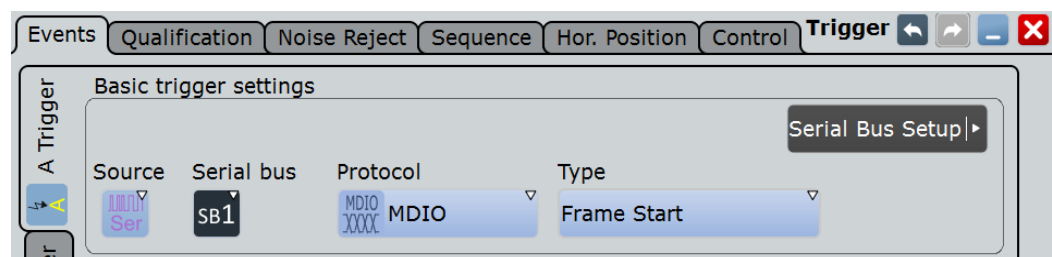 Events Qualification Noise Reject Sequence Hor. Position Control Trigger
A Trigger
Basic trigger settings
Serial Bus Setup
Source Serial bus Protocol Type
Ser SB1 MDIO XXXX MDIO Frame Start
A